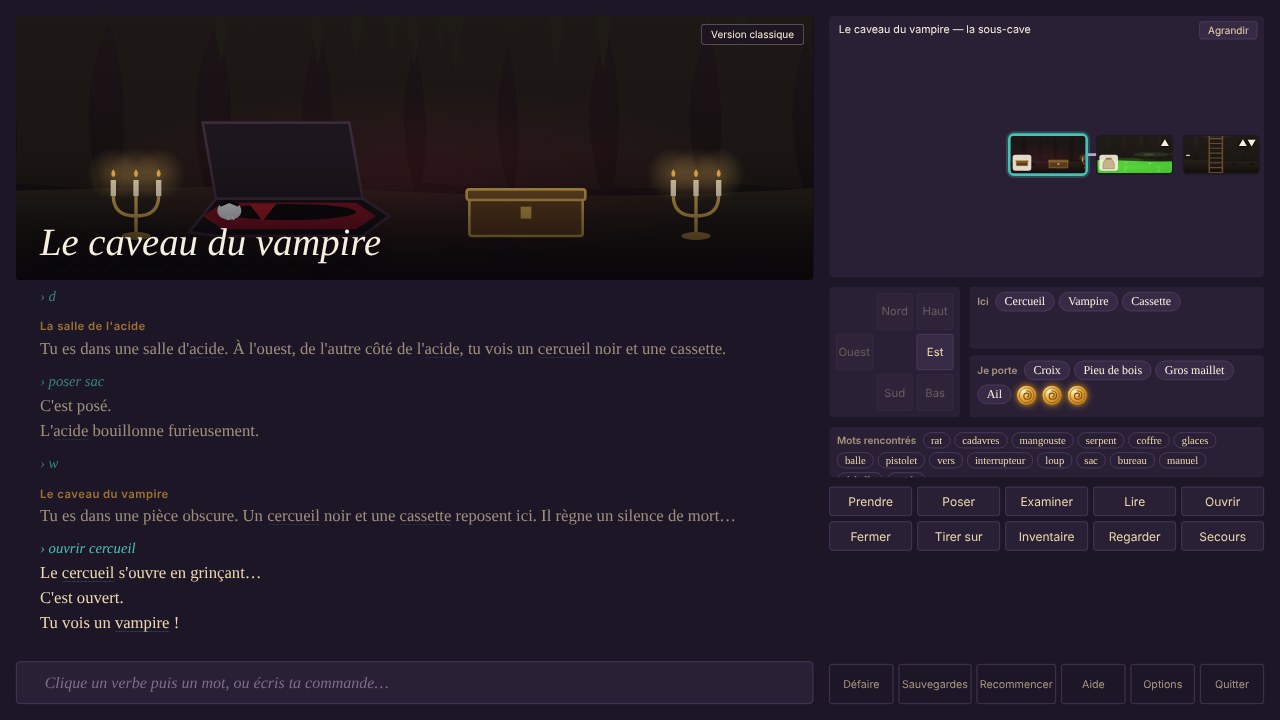 Version classique
Le caveau du vampire
› d
La salle de l'acide
Tu es dans une salle d'acide. À l'ouest, de l'autre côté de l'acide, tu vois un cercueil noir et une cassette.
› poser sac
C'est posé.
L'acide bouillonne furieusement.
› w
Le caveau du vampire
Tu es dans une pièce obscure. Un cercueil noir et une cassette reposent ici. Il règne un silence de mort…
› ouvrir cercueil
Le cercueil s'ouvre en grinçant…
C'est ouvert.
Tu vois un vampire !
Clique un verbe puis un mot, ou écris ta commande…
Le caveau du vampire — la sous-cave
Agrandir
Nord Haut
Ouest Est
Sud Bas
Ici Cercueil Vampire Cassette
Je porte Croix Pieu de bois Gros maillet
Ail
Mots rencontrés rat cadavres mangouste serpent coffre glaces
balle pistolet vers interrupteur loup sac bureau manuel
Prendre Poser Examiner Lire Ouvrir
Fermer Tirer sur Inventaire Regarder Secours
Défaire Sauvegardes Recommencer Aide Options Quitter